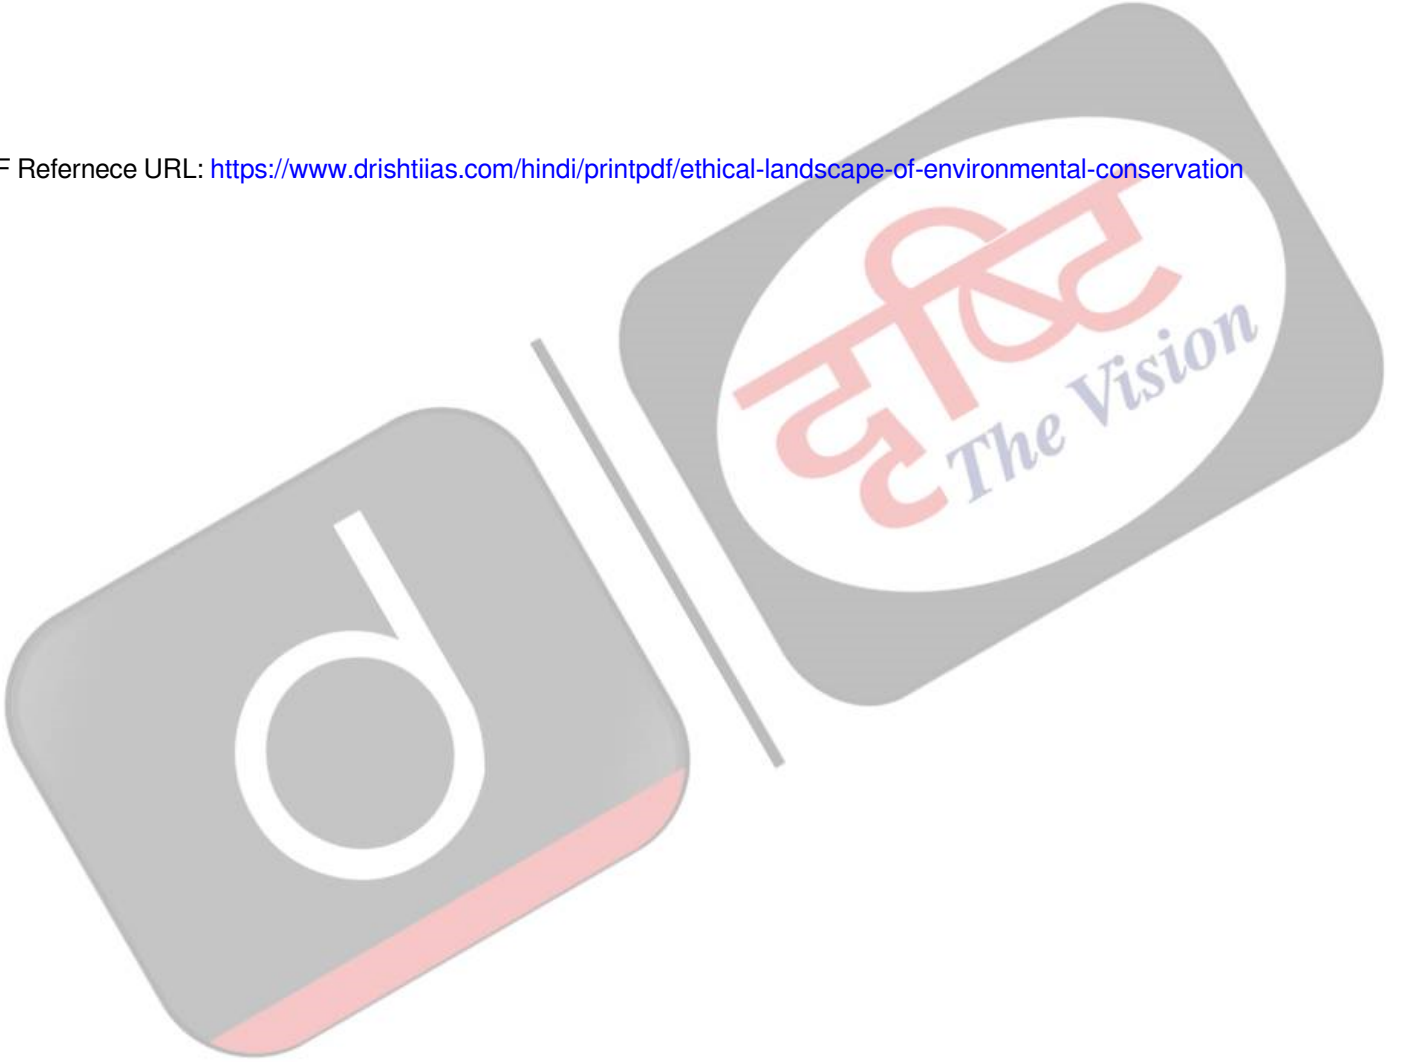 F Refernece URL: https://www.drishtiias.com/hindi/printpdf/ethical-landscape-of-environmental-conservation
दृष्टि
The Vision
d